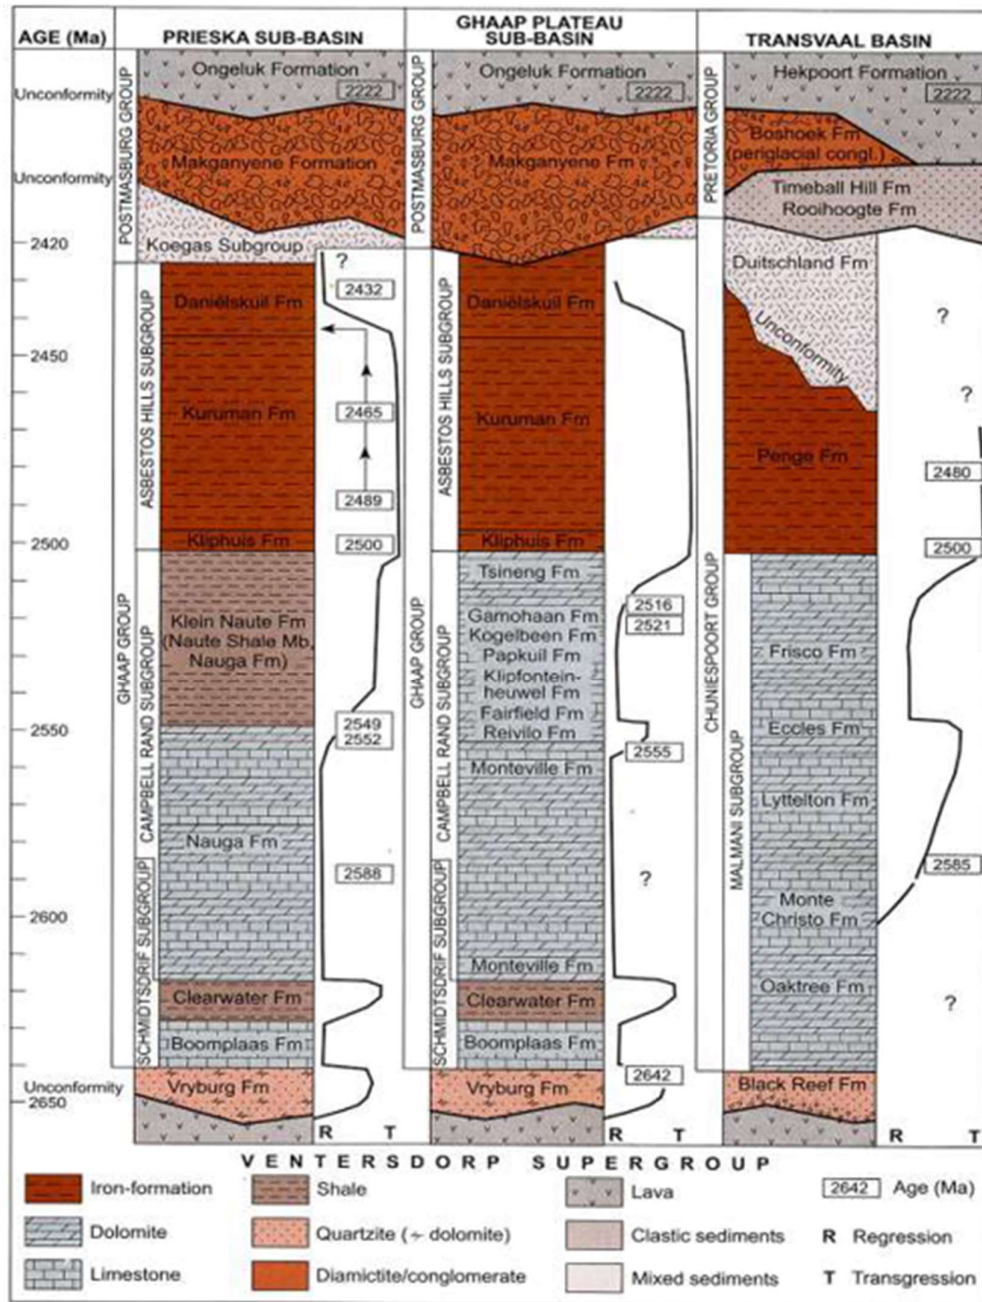 AGE (Ma)
PRIESKA SUB-BASIN
GHAAP PLATEAU
SUB-BASIN
TRANSVAAL BASIN
Unconformity
Unconformity
2420
2450
2500
2550
2600
Unconformity
2650
POSTMASBURG GROUP
GHAAP GROUP
ASBESTOS HILLS SUBGROUP
CAMPBELL RAND SUBGROUP
SCHMIDTSDRIF SUBGROUP
Ongeluk Formation
2222
Makganyene Formation
Koegas Subgroup
?
Daniëlskuil Fm
2432
Kuruman Fm
2465
2489
Kliphuis Fm
2500
Klein Naute Fm
(Naute Shale Mb,
Nauga Fm)
2549
2552
Nauga Fm
2588
Clearwater Fm
Boomplaas Fm
Vryburg Fm
R T
POSTMASBURG GROUP
GHAAP GROUP
ASBESTOS HILLS SUBGROUP
CAMPBELL RAND SUBGROUP
SCHMIDTSDRIF SUBGROUP
Ongeluk Formation
2222
Makganyene Fm
Daniëlskuil Fm
Kuruman Fm
Kliphuis Fm
Tsineng Fm
Gamohaan Fm
2516
Kogelbeen Fm
2521
Papkuil Fm
Klipfontein-
heuwel Fm
Fairfield Fm
Reivilo Fm
2555
Monteville Fm
?
Monteville Fm
Clearwater Fm
Boomplaas Fm
2642
Vryburg Fm
R T
PRETORIA GROUP
CHUNIESPOORT GROUP
MALMANI SUBGROUP
Hekpoort Formation
2222
Boshoek Fm
(periglacial congl.)
Timeball Hill Fm
Rooihoogte Fm
Duitschland Fm
?
Unconformity
?
Penge Fm
2480
2500
Frisco Fm
Eccles Fm
Lyttelton Fm
2585
Monte
Christo Fm
Oaktree Fm
?
Black Reef Fm
R T
VENTERSDORP SUPERGROUP
Iron-formation
Shale
Lava
2642 Age (Ma)
Dolomite
Quartzite (+ dolomite)
Clastic sediments
R Regression
Limestone
Diamictite/conglomerate
Mixed sediments
T Transgression